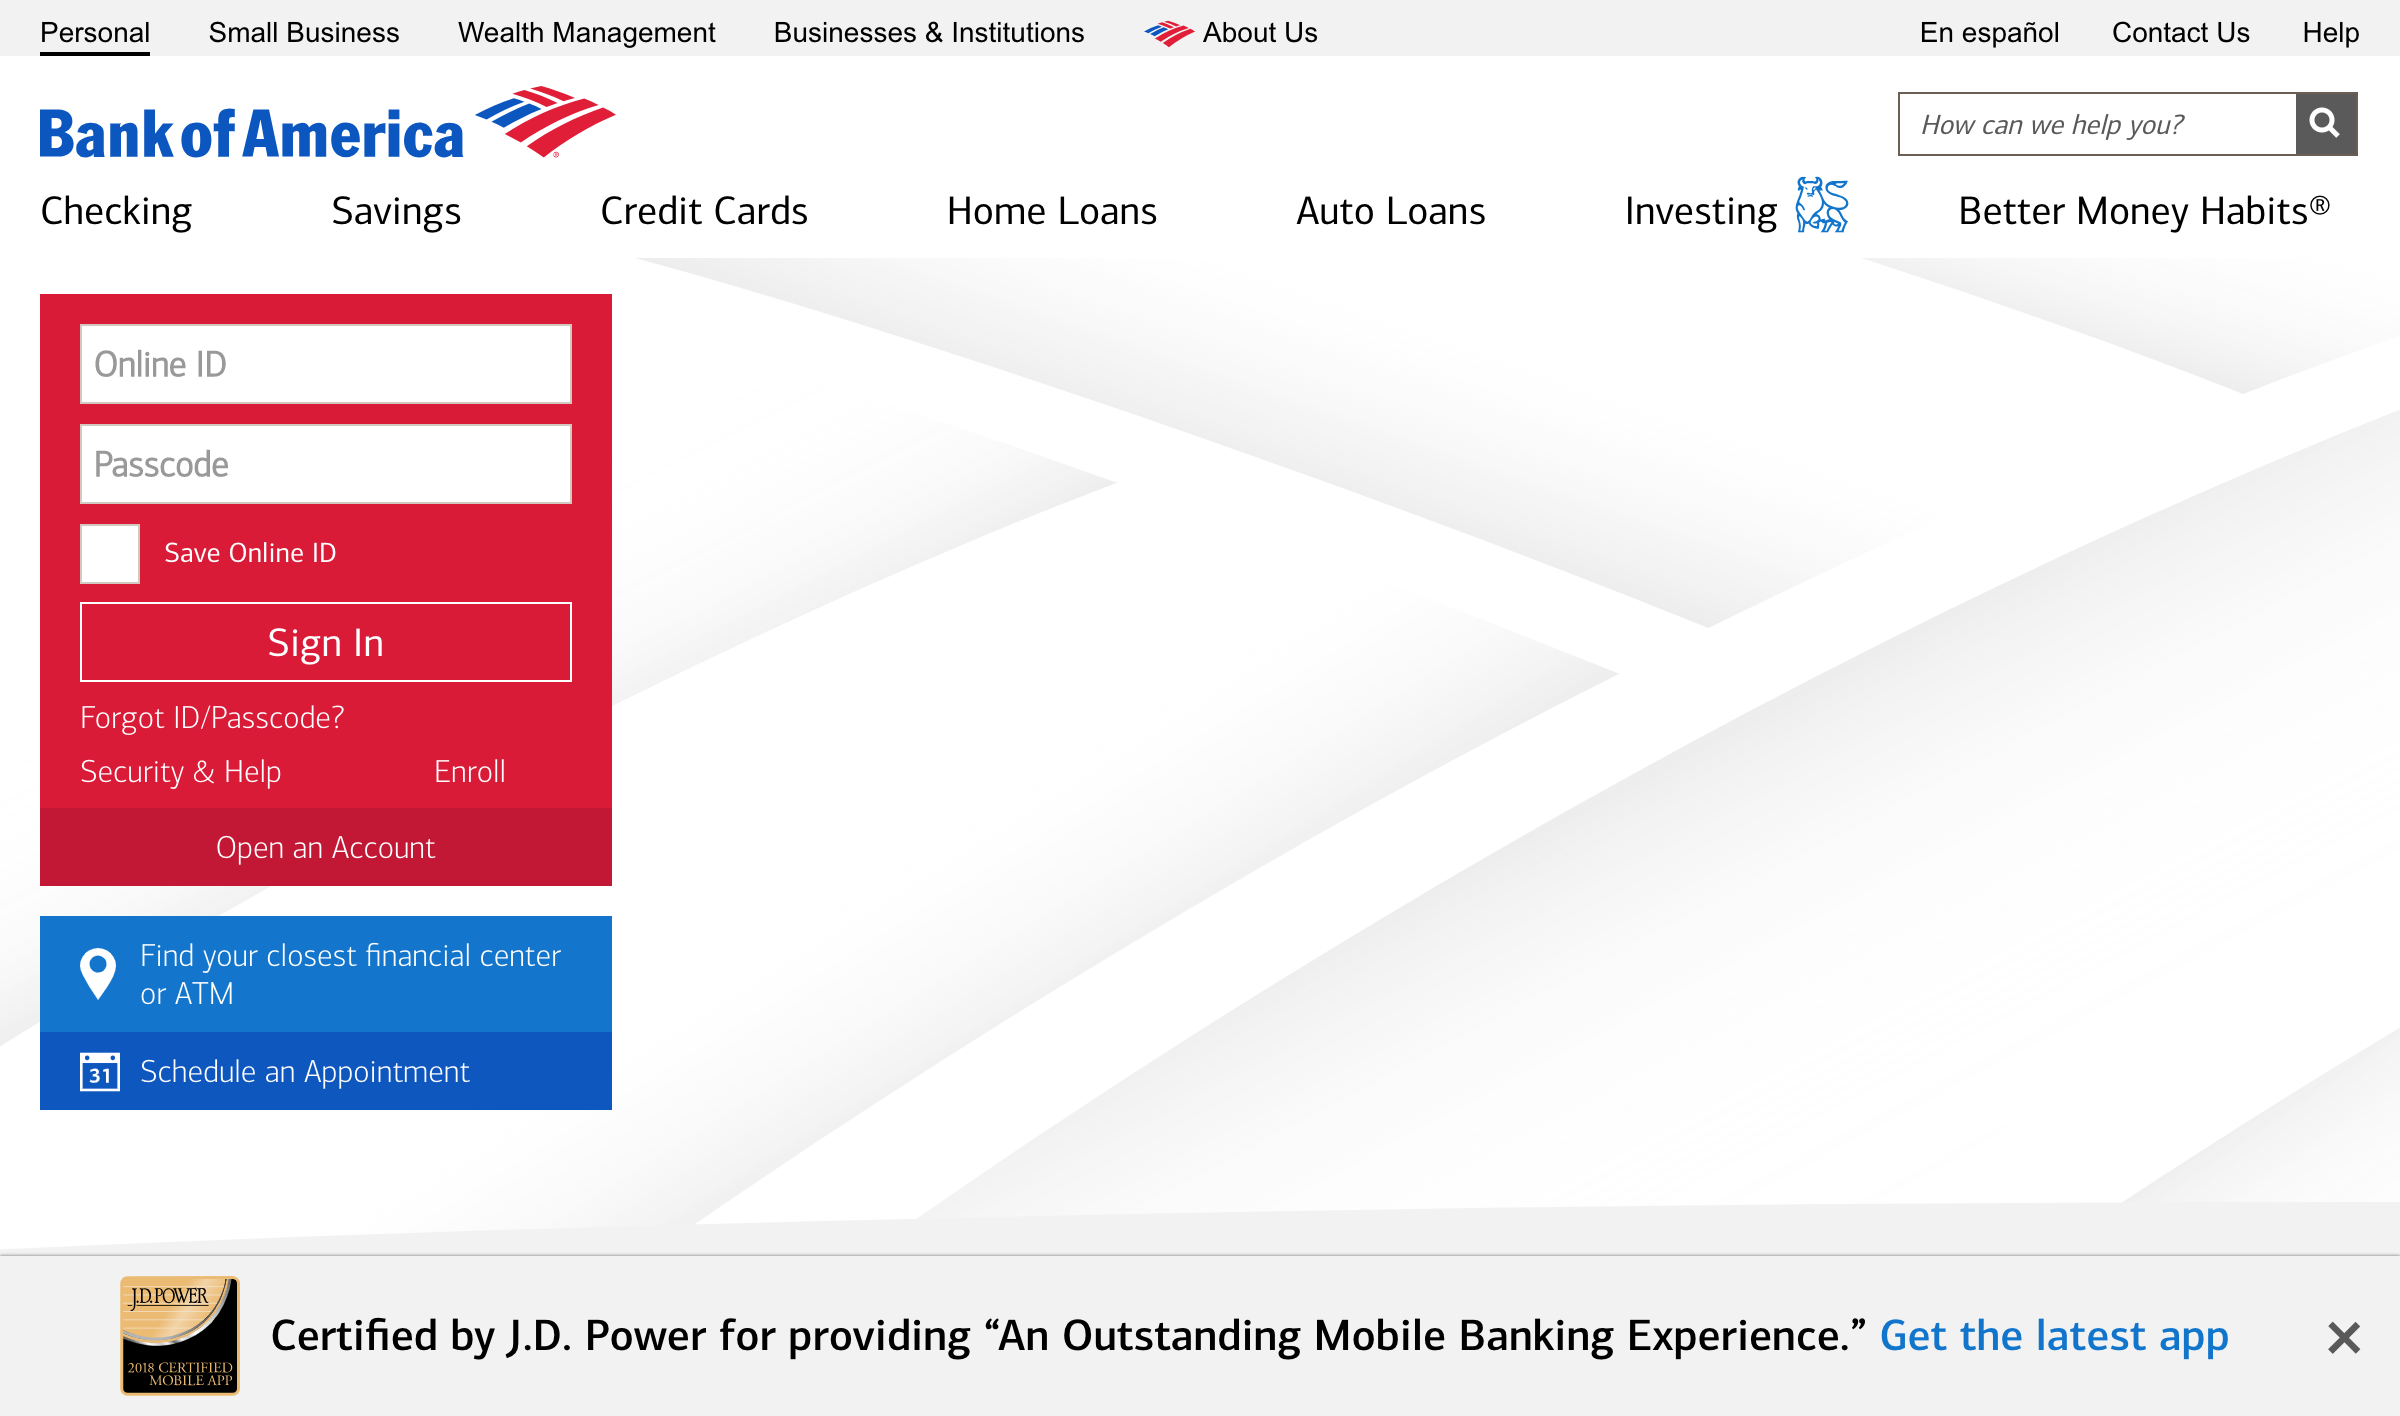 Personal Small Business Wealth Management Businesses & Institutions About Us En español Contact Us Help
Bank of America
How can we help you?
Checking Savings Credit Cards Home Loans Auto Loans Investing Better Money Habits®
Online ID
Passcode
Save Online ID
Sign In
Forgot ID/Passcode?
Security & Help Enroll
Open an Account
Find your closest financial center
or ATM
31 Schedule an Appointment
J.D. POWER
2018 CERTIFIED
MOBILE APP
Certified by J.D. Power for providing “An Outstanding Mobile Banking Experience.” Get the latest app